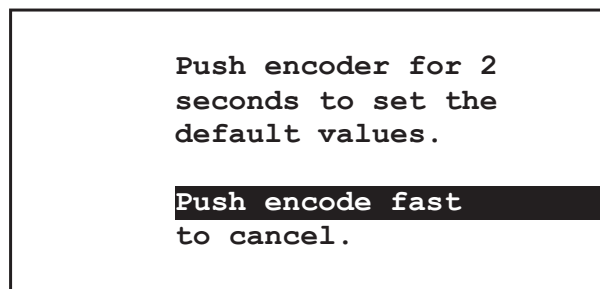 Push encoder for 2
seconds to set the
default values.
Push encode fast
to cancel.